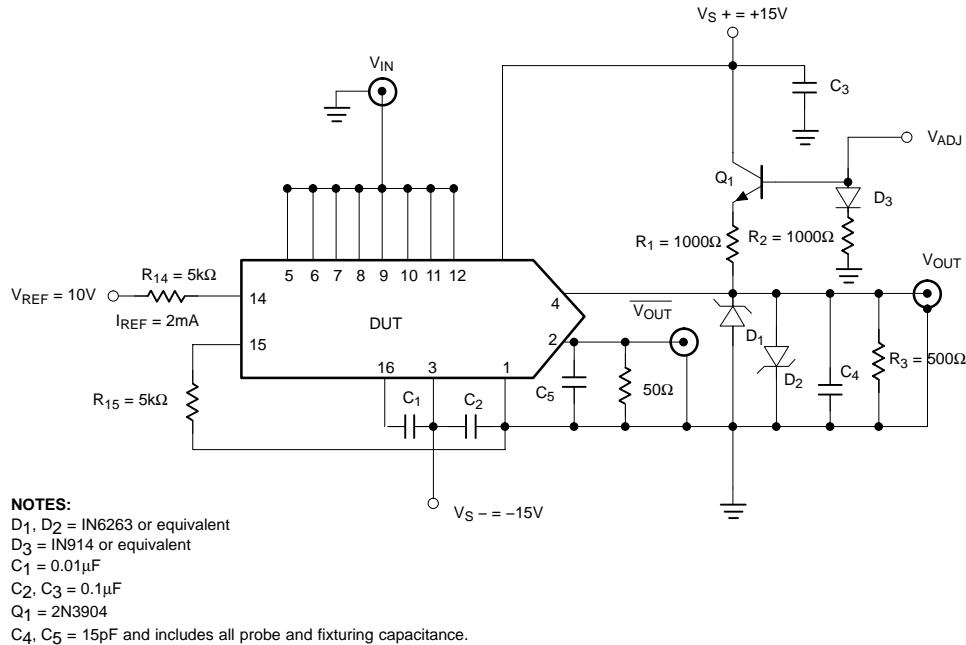 V_S + = +15V
V_IN
C_3
V_ADJ
Q_1
D_3
R_1 = 1000Ω
R_2 = 1000Ω
5 6 7 8 9 10 11 12
V_OUT
R_14 = 5kΩ
V_REF = 10V
14
4
I_REF = 2mA
V_OUT
DUT
D_1
15
2
D_2
R_3 = 500Ω
C_4
16 3 1
C_5
50Ω
R_15 = 5kΩ
C_1
C_2
V_S – = –15V
NOTES:
D_1, D_2 = IN6263 or equivalent
D_3 = IN914 or equivalent
C_1 = 0.01μF
C_2, C_3 = 0.1μF
Q_1 = 2N3904
C_4, C_5 = 15pF and includes all probe and fixturing capacitance.